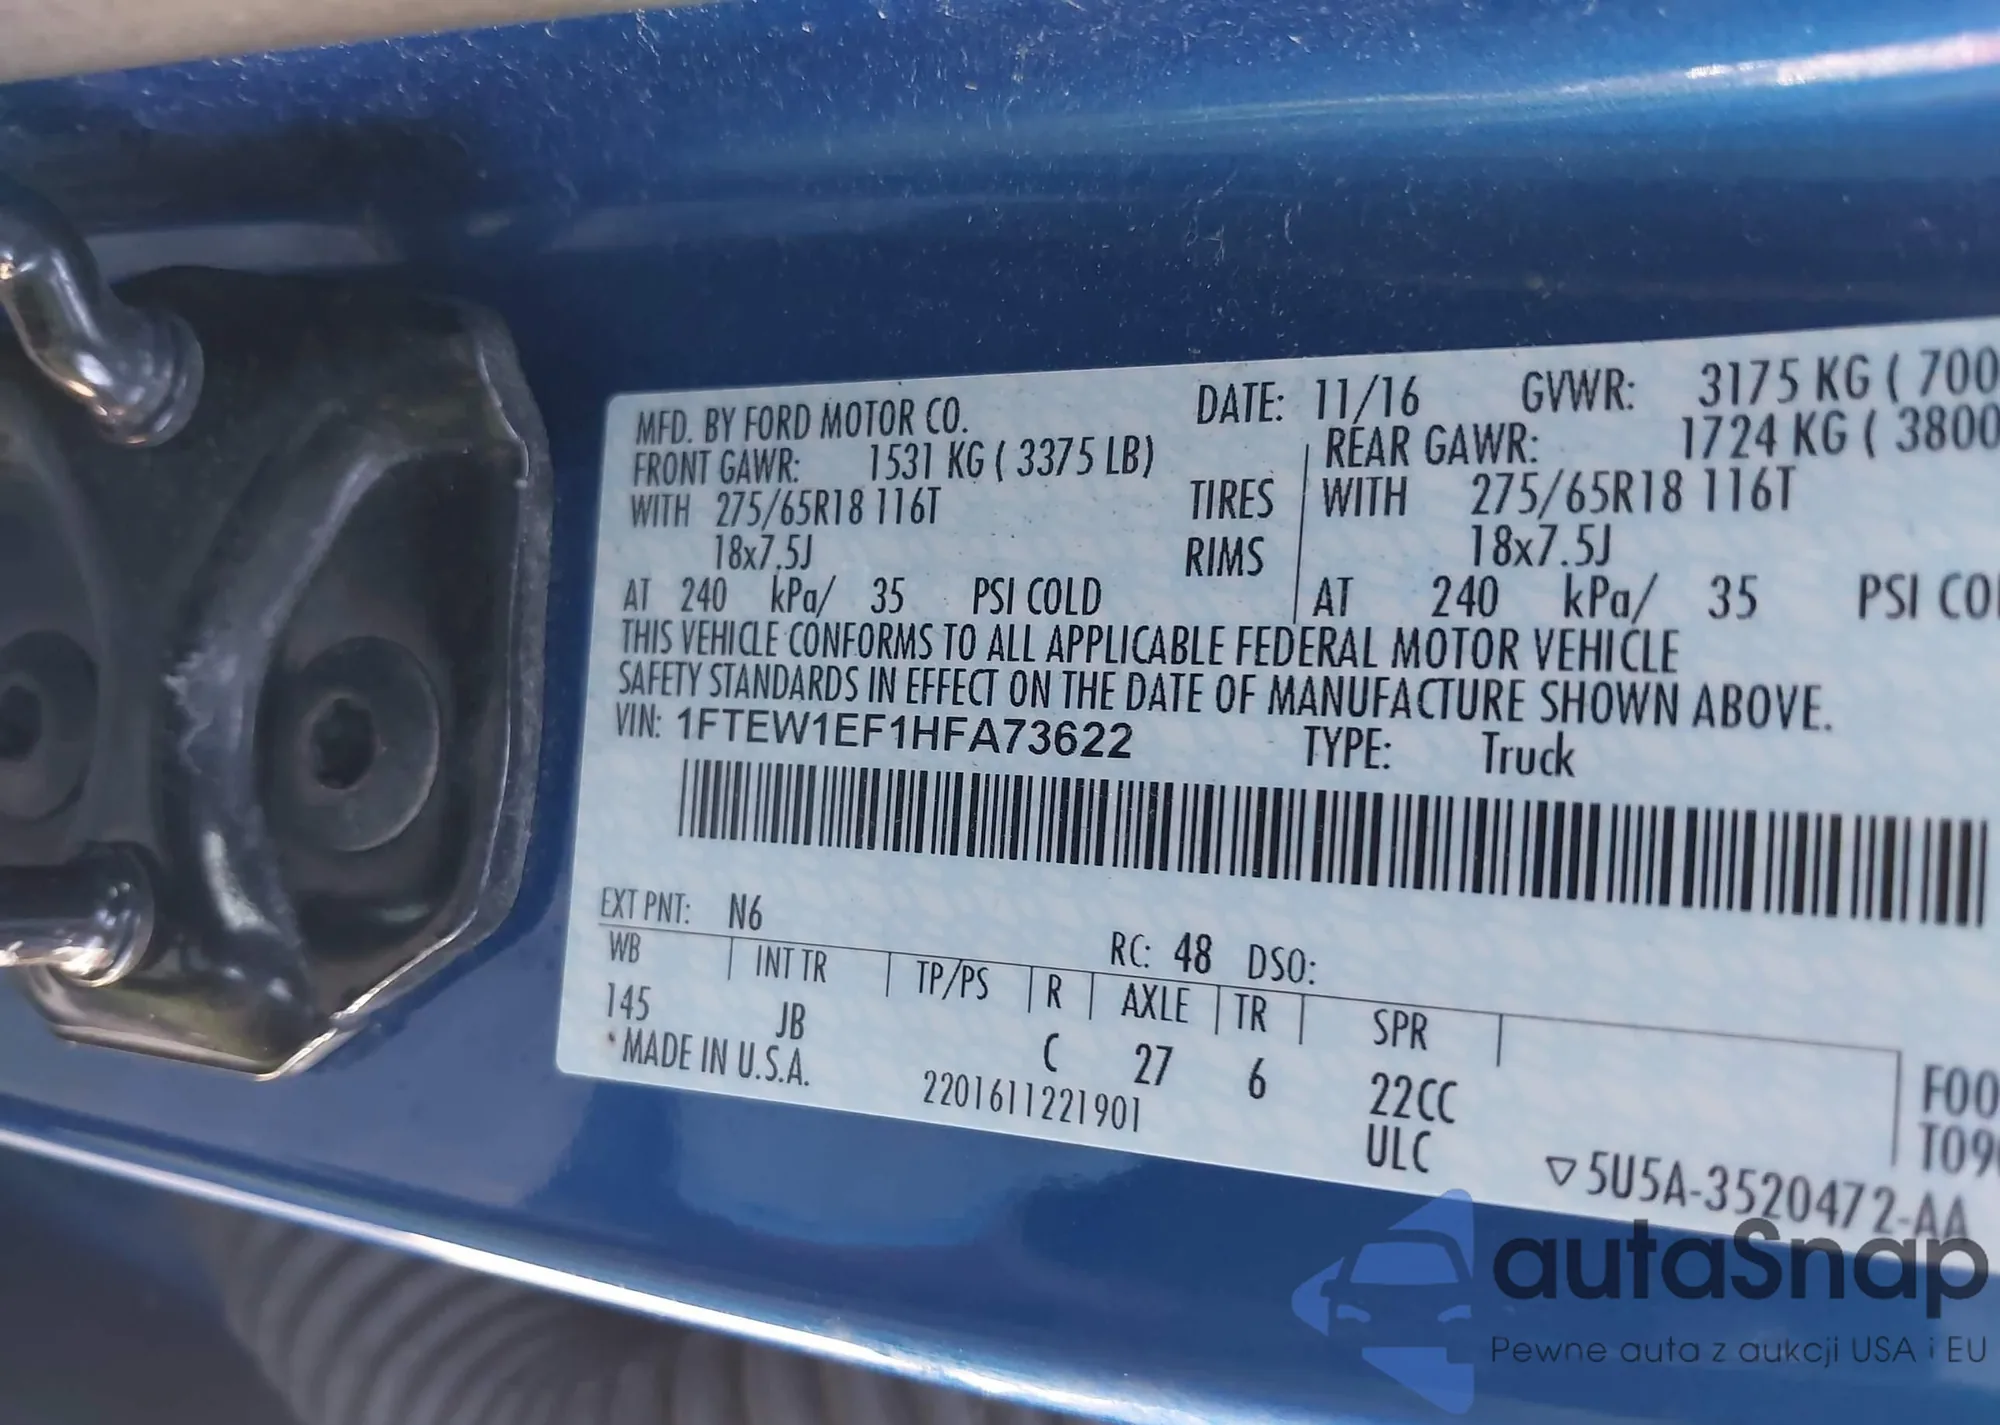 MFD. BY FORD MOTOR CO. DATE: 11/16 GVWR: 3175 KG ( 700
FRONT GAWR: 1531 KG ( 3375 LB) REAR GAWR: 1724 KG ( 3800
WITH 275/65R18 116T TIRES WITH 275/65R18 116T
18x7.5J RIMS 18x7.5J
AT 240 kPa/ 35 PSI COLD AT 240 kPa/ 35 PSI CO
THIS VEHICLE CONFORMS TO ALL APPLICABLE FEDERAL MOTOR VEHICLE
SAFETY STANDARDS IN EFFECT ON THE DATE OF MANUFACTURE SHOWN ABOVE.
VIN: 1FTEW1EF1HFA73622 TYPE: Truck
EXT PNT: N6 RC: 48 DSO:
WB INT TR TP/PS R AXLE TR SPR
145 JB C 27 6 22CC F00
ULC T09
MADE IN U.S.A. 2201611221901
▽5U5A-3520472-AA
autaSnap
Pewne auta z aukcji USA i EU